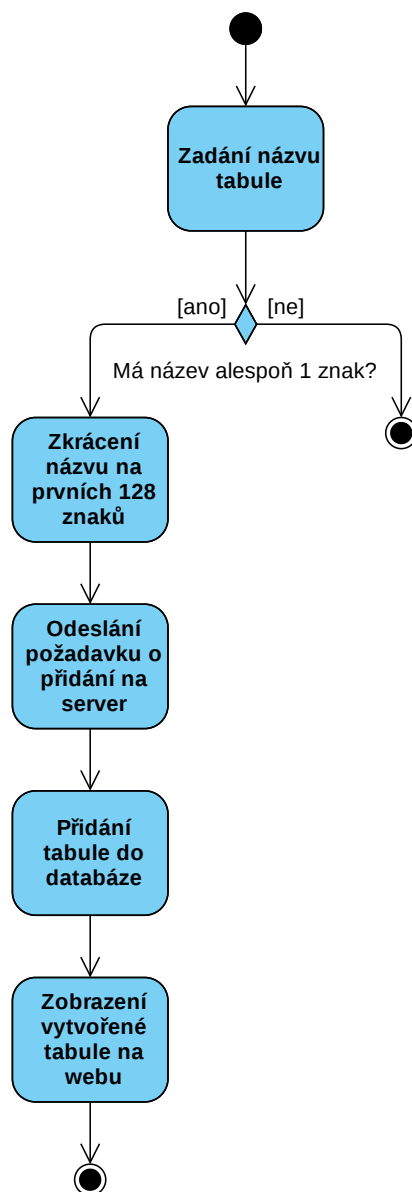 Zadání názvu
tabule
[ano]
[ne]
Má název alespoň 1 znak?
Zkrácení
názvu na
prvních 128
znaků
Odeslání
požadavku o
přidání na
server
Přidání
tabule do
databáze
Zobrazení
vytvořené
tabule na
webu